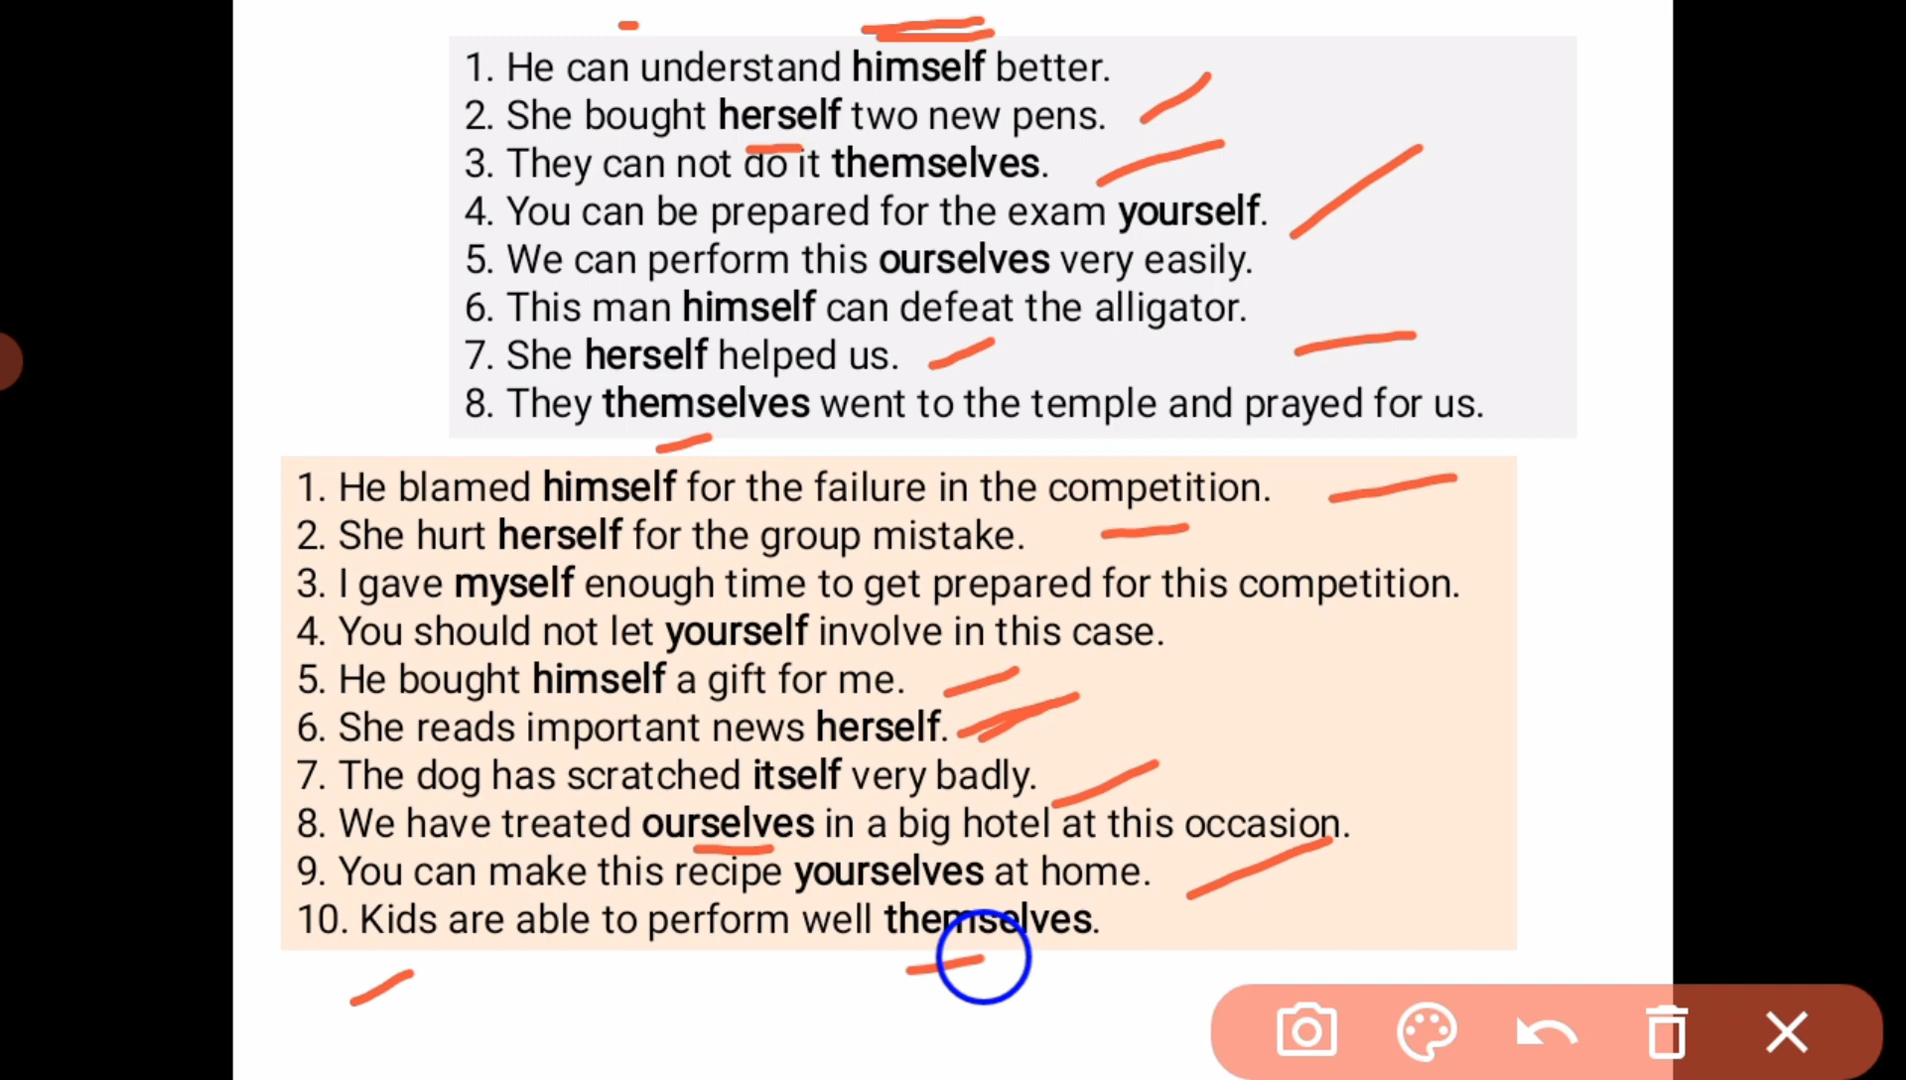 1. He can understand himself better.
2. She bought herself two new pens.
3. They can not do it themselves.
4. You can be prepared for the exam yourself.
5. We can perform this ourselves very easily.
6. This man himself can defeat the alligator.
7. She herself helped us.
8. They themselves went to the temple and prayed for us.
1. He blamed himself for the failure in the competition.
2. She hurt herself for the group mistake.
3. I gave myself enough time to get prepared for this competition.
4. You should not let yourself involve in this case.
5. He bought himself a gift for me.
6. She reads important news herself.
7. The dog has scratched itself very badly.
8. We have treated ourselves in a big hotel at this occasion.
9. You can make this recipe yourselves at home.
10. Kids are able to perform well themselves.